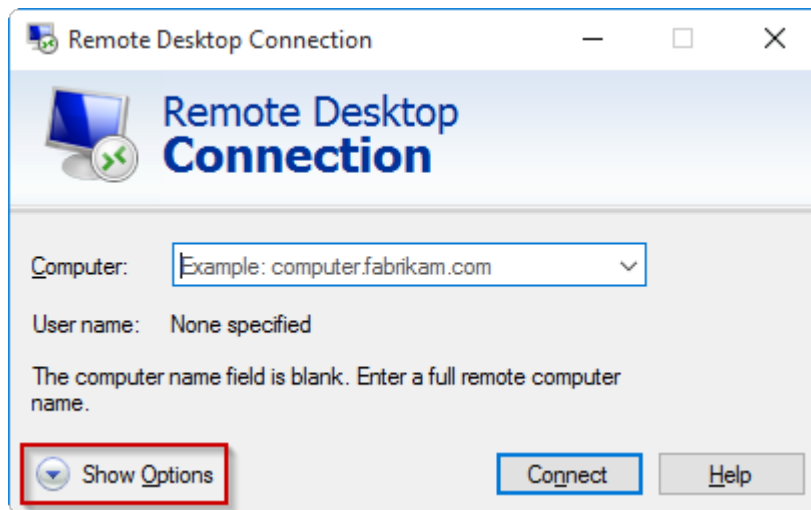 Remote Desktop Connection
Remote Desktop
Connection
Computer: Example: computer.fabrikam.com
User name: None specified
The computer name field is blank. Enter a full remote computer
name.
Show Options Connect Help